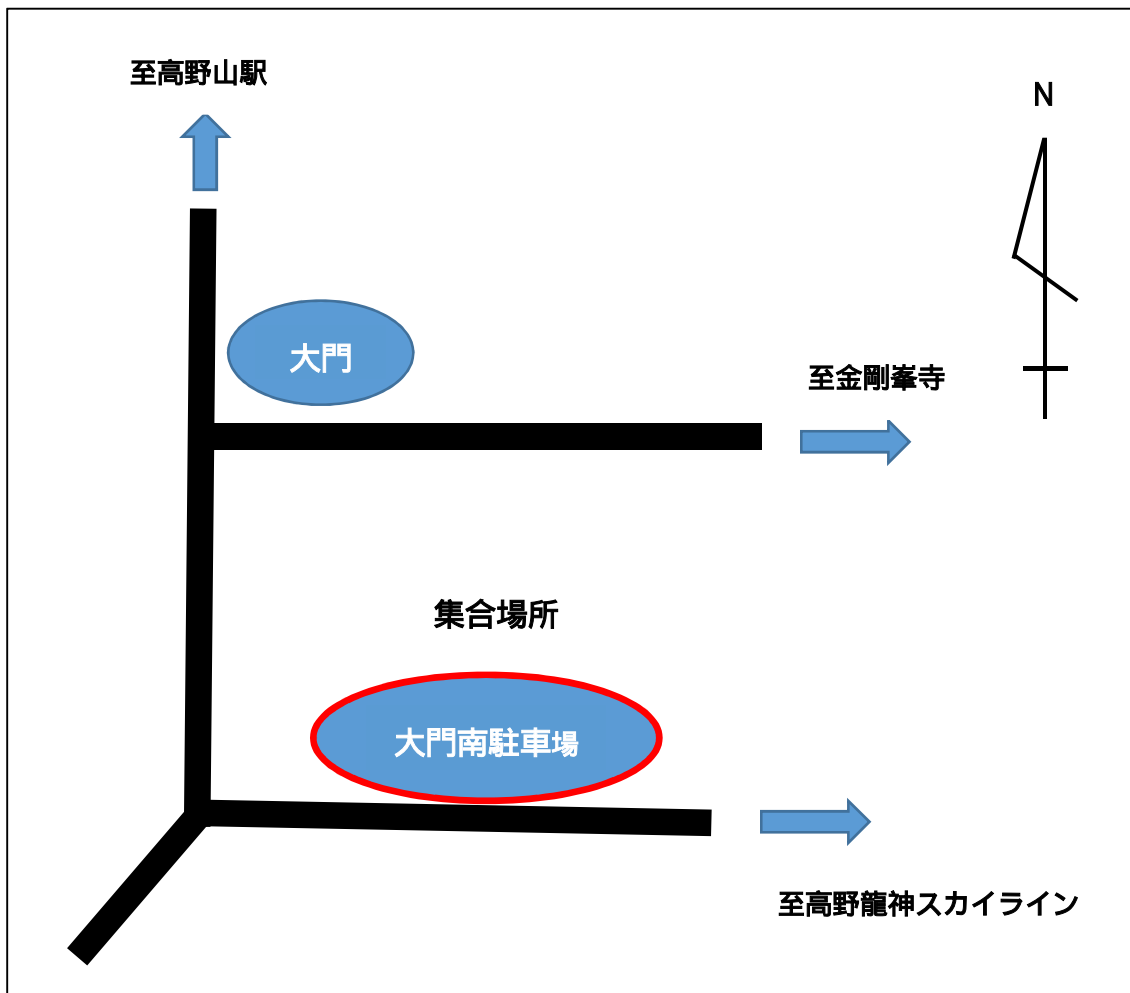 至高野山駅
N
大門
至金剛峯寺
集合場所
大門南駐車場
至高野龍神スカイライン